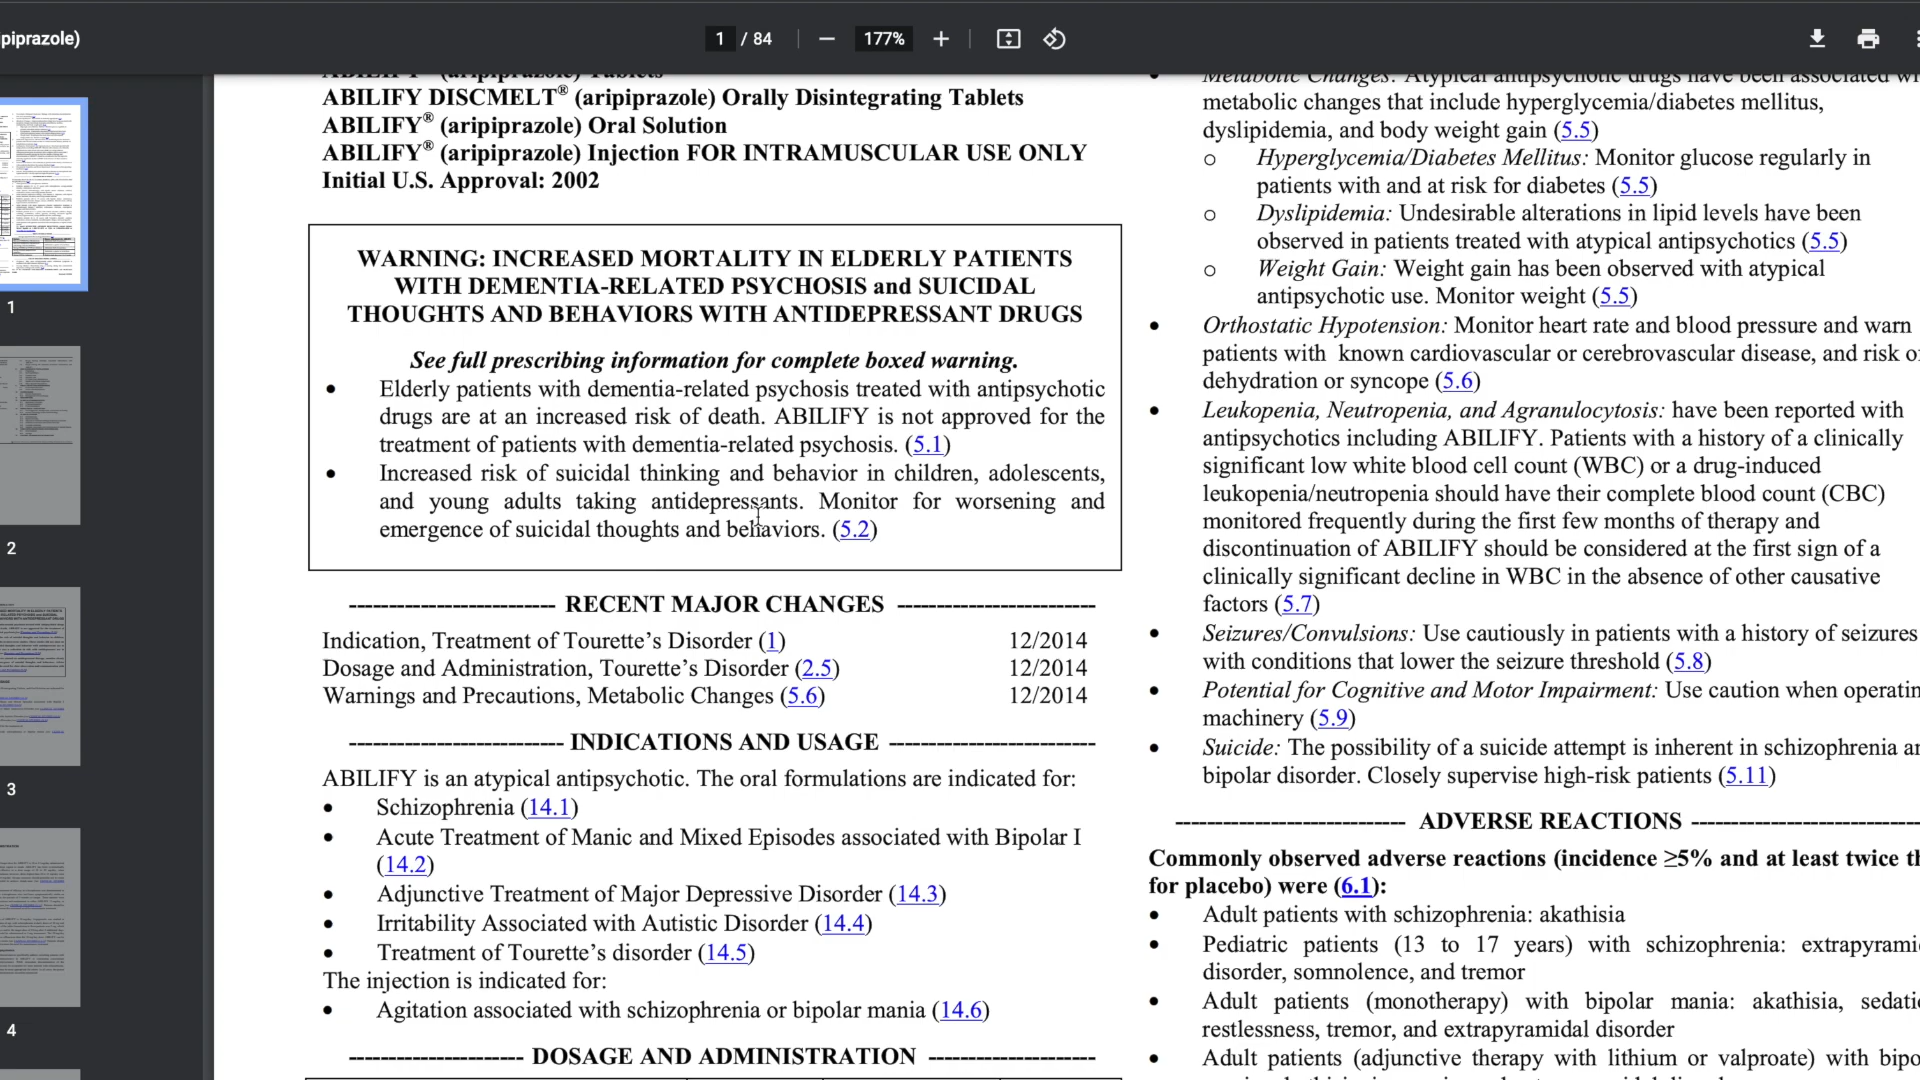 piprazole)
1 / 84
177%
ABILIFY® (aripiprazole) Tablets
ABILIFY DISCMELT® (aripiprazole) Orally Disintegrating Tablets
ABILIFY® (aripiprazole) Oral Solution
ABILIFY® (aripiprazole) Injection FOR INTRAMUSCULAR USE ONLY
Initial U.S. Approval: 2002
WARNING: INCREASED MORTALITY IN ELDERLY PATIENTS
WITH DEMENTIA-RELATED PSYCHOSIS and SUICIDAL
THOUGHTS AND BEHAVIORS WITH ANTIDEPRESSANT DRUGS
See full prescribing information for complete boxed warning.
• Elderly patients with dementia-related psychosis treated with antipsychotic
drugs are at an increased risk of death. ABILIFY is not approved for the
treatment of patients with dementia-related psychosis. (5.1)
• Increased risk of suicidal thinking and behavior in children, adolescents,
and young adults taking antidepressants. Monitor for worsening and
emergence of suicidal thoughts and behaviors. (5.2)
------------------------- RECENT MAJOR CHANGES ------------------------
Indication, Treatment of Tourette’s Disorder (1) 12/2014
Dosage and Administration, Tourette’s Disorder (2.5) 12/2014
Warnings and Precautions, Metabolic Changes (5.6) 12/2014
-------------------------- INDICATIONS AND USAGE -------------------------
ABILIFY is an atypical antipsychotic. The oral formulations are indicated for:
• Schizophrenia (14.1)
• Acute Treatment of Manic and Mixed Episodes associated with Bipolar I
(14.2)
• Adjunctive Treatment of Major Depressive Disorder (14.3)
• Irritability Associated with Autistic Disorder (14.4)
• Treatment of Tourette’s disorder (14.5)
The injection is indicated for:
• Agitation associated with schizophrenia or bipolar mania (14.6)
--------------------- DOSAGE AND ADMINISTRATION --------------------
• Metabolic Changes: Atypical antipsychotic drugs have been associated wi
metabolic changes that include hyperglycemia/diabetes mellitus,
dyslipidemia, and body weight gain (5.5)
o Hyperglycemia/Diabetes Mellitus: Monitor glucose regularly in
patients with and at risk for diabetes (5.5)
o Dyslipidemia: Undesirable alterations in lipid levels have been
observed in patients treated with atypical antipsychotics (5.5)
o Weight Gain: Weight gain has been observed with atypical
antipsychotic use. Monitor weight (5.5)
• Orthostatic Hypotension: Monitor heart rate and blood pressure and warn
patients with known cardiovascular or cerebrovascular disease, and risk o
dehydration or syncope (5.6)
• Leukopenia, Neutropenia, and Agranulocytosis: have been reported with
antipsychotics including ABILIFY. Patients with a history of a clinically
significant low white blood cell count (WBC) or a drug-induced
leukopenia/neutropenia should have their complete blood count (CBC)
monitored frequently during the first few months of therapy and
discontinuation of ABILIFY should be considered at the first sign of a
clinically significant decline in WBC in the absence of other causative
factors (5.7)
• Seizures/Convulsions: Use cautiously in patients with a history of seizures
with conditions that lower the seizure threshold (5.8)
• Potential for Cognitive and Motor Impairment: Use caution when operatin
machinery (5.9)
• Suicide: The possibility of a suicide attempt is inherent in schizophrenia an
bipolar disorder. Closely supervise high-risk patients (5.11)
---------------------------- ADVERSE REACTIONS ----------------------------
Commonly observed adverse reactions (incidence ≥5% and at least twice th
for placebo) were (6.1):
• Adult patients with schizophrenia: akathisia
• Pediatric patients (13 to 17 years) with schizophrenia: extrapyrami
disorder, somnolence, and tremor
• Adult patients (monotherapy) with bipolar mania: akathisia, sedati
restlessness, tremor, and extrapyramidal disorder
• Adult patients (adjunctive therapy with lithium or valproate) with bipo
1
2
3
4